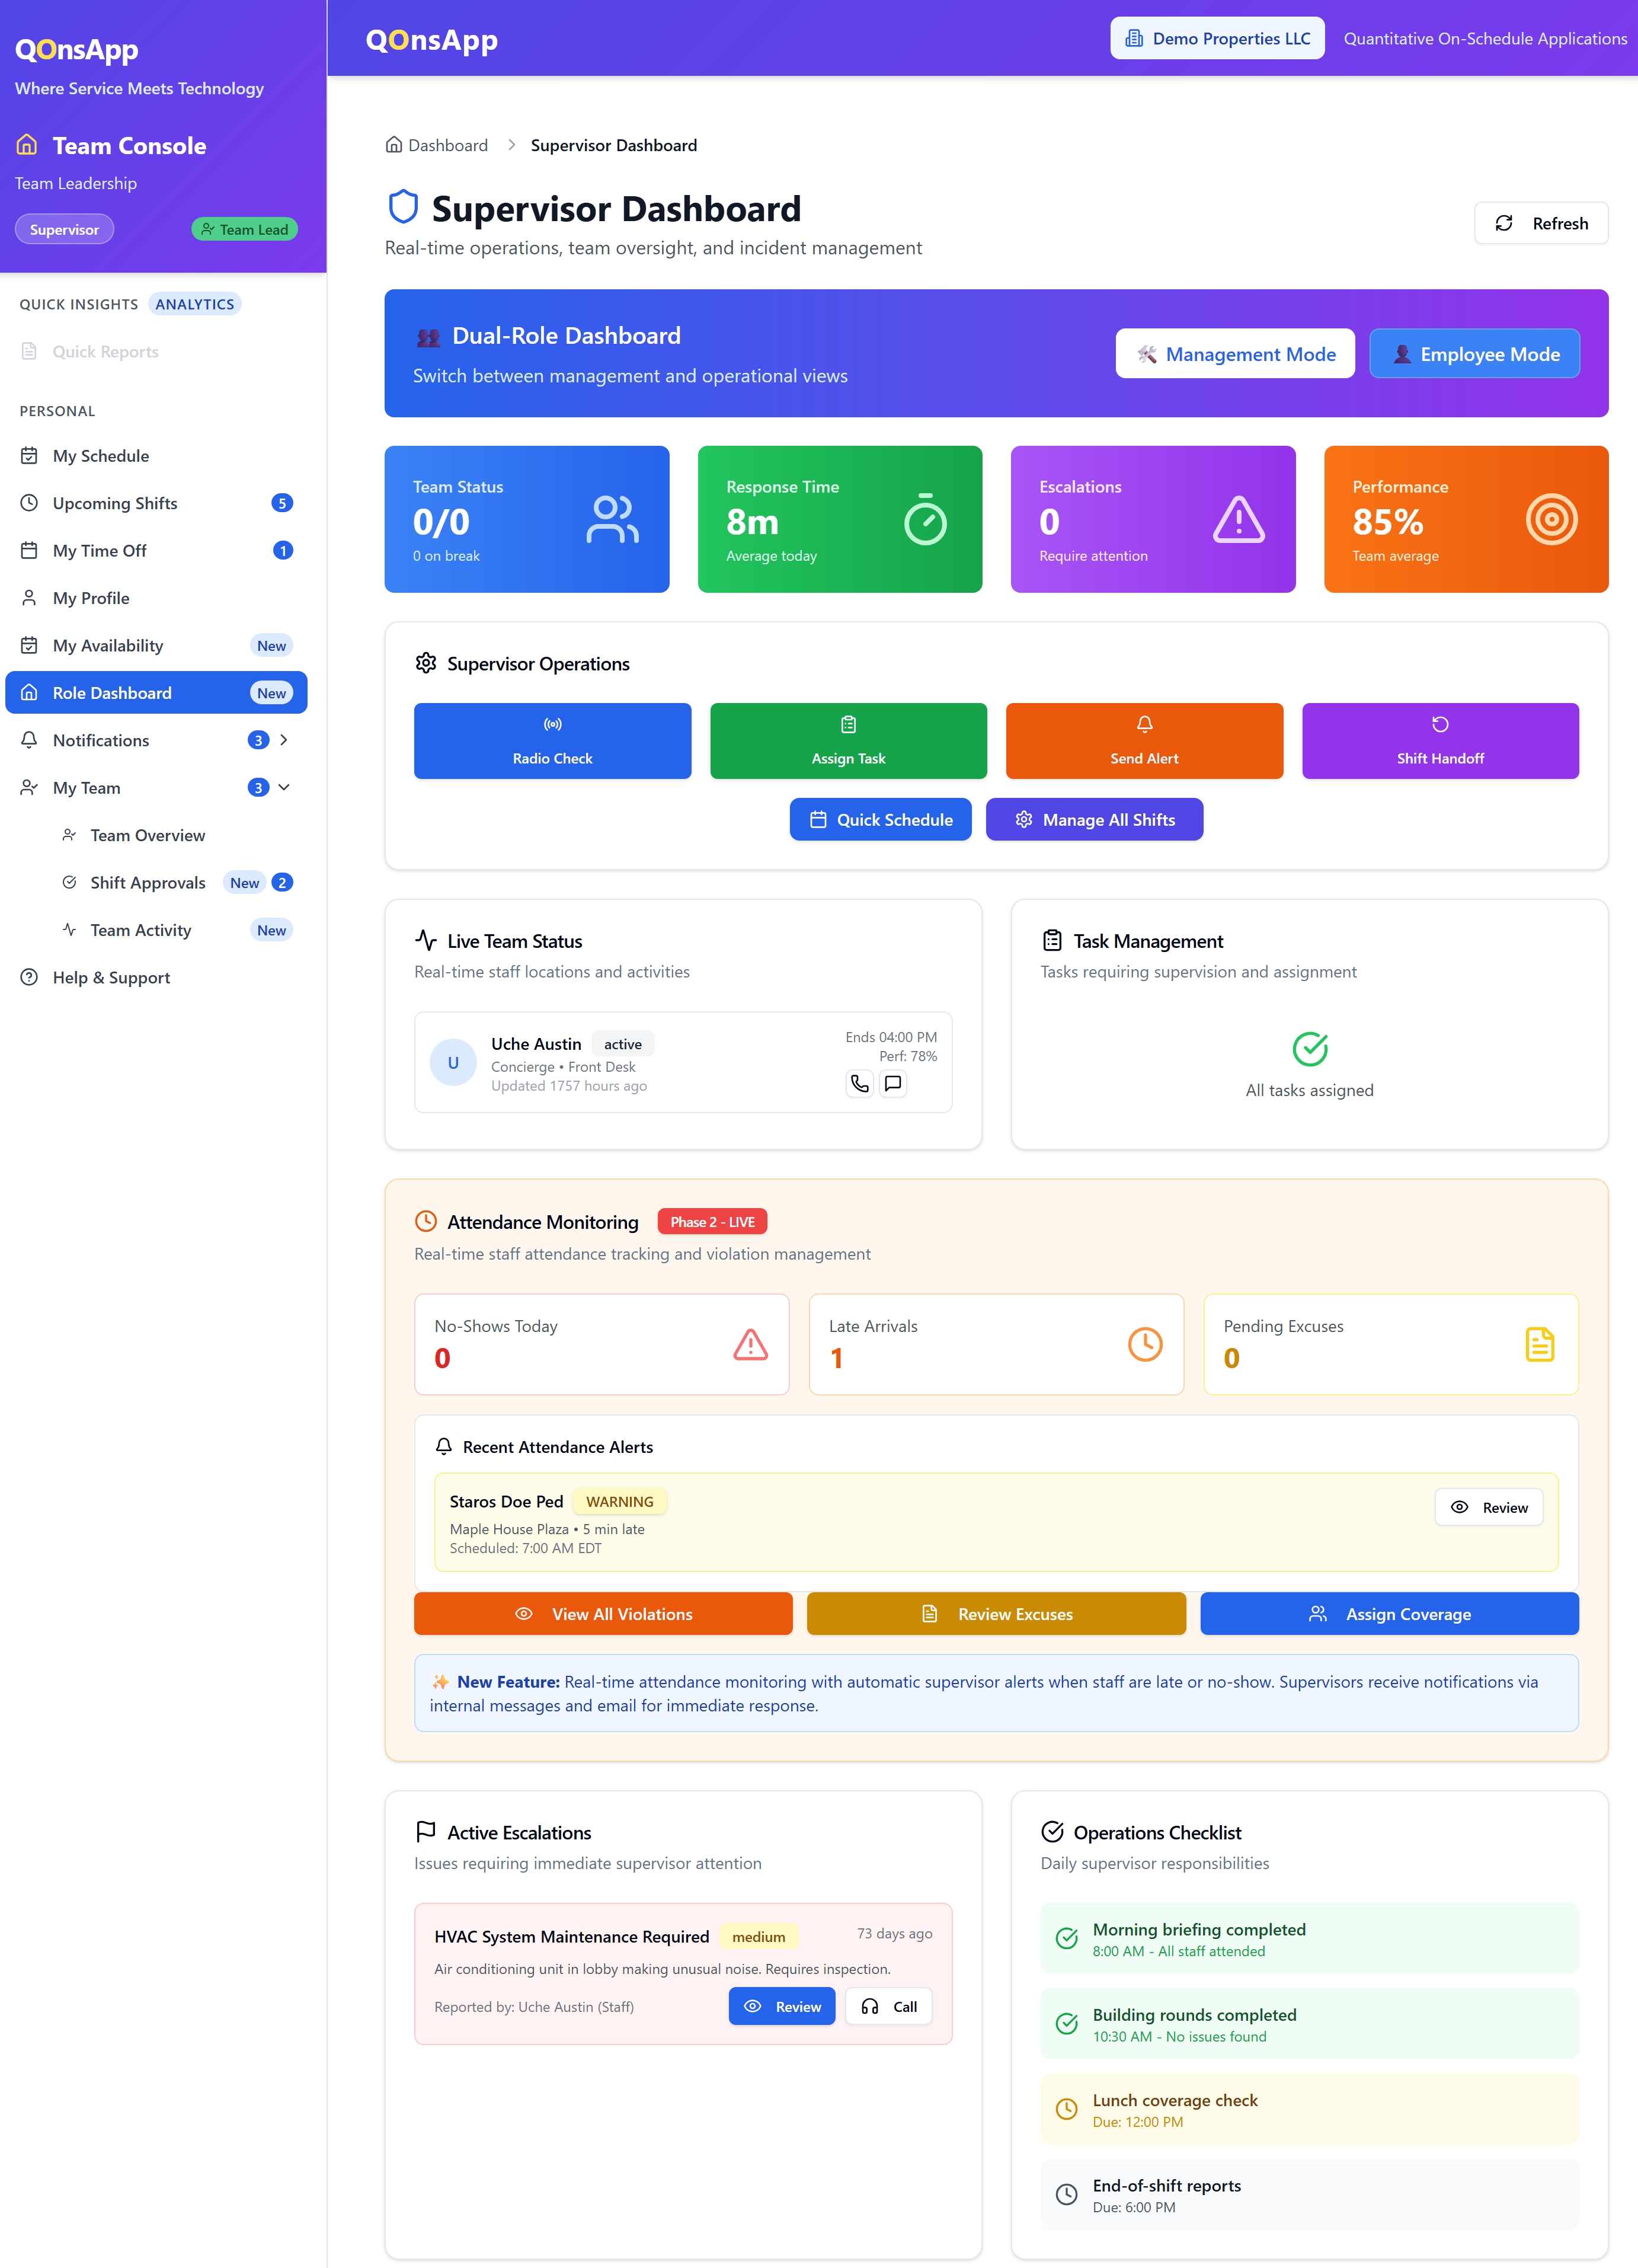 QOnsApp
Where Service Meets Technology
Team Console
Team Leadership
Supervisor
Team Lead
QUICK INSIGHTS ANALYTICS
Quick Reports
PERSONAL
My Schedule
Upcoming Shifts 5
My Time Off 1
My Profile
My Availability New
Role Dashboard New
Notifications 3
My Team 3
Team Overview
Shift Approvals New 2
Team Activity New
Help & Support
QOnsApp
Demo Properties LLC
Quantitative On-Schedule Applications
Dashboard
Supervisor Dashboard
Supervisor Dashboard
Real-time operations, team oversight, and incident management
Refresh
Dual-Role Dashboard
Switch between management and operational views
Management Mode
Employee Mode
Team Status
0/0
0 on break
Response Time
8m
Average today
Escalations
0
Require attention
Performance
85%
Team average
Supervisor Operations
Radio Check
Assign Task
Send Alert
Shift Handoff
Quick Schedule
Manage All Shifts
Live Team Status
Real-time staff locations and activities
U
Uche Austin active
Concierge • Front Desk
Updated 1757 hours ago
Ends 04:00 PM
Perf: 78%
Task Management
Tasks requiring supervision and assignment
All tasks assigned
Attendance Monitoring Phase 2 - LIVE
Real-time staff attendance tracking and violation management
No-Shows Today
0
Late Arrivals
1
Pending Excuses
0
Recent Attendance Alerts
Staros Doe Ped WARNING
Maple House Plaza • 5 min late
Scheduled: 7:00 AM EDT
Review
View All Violations
Review Excuses
Assign Coverage
✨ New Feature: Real-time attendance monitoring with automatic supervisor alerts when staff are late or no-show. Supervisors receive notifications via
internal messages and email for immediate response.
Active Escalations
Issues requiring immediate supervisor attention
HVAC System Maintenance Required medium
73 days ago
Air conditioning unit in lobby making unusual noise. Requires inspection.
Reported by: Uche Austin (Staff)
Review
Call
Operations Checklist
Daily supervisor responsibilities
Morning briefing completed
8:00 AM - All staff attended
Building rounds completed
10:30 AM - No issues found
Lunch coverage check
Due: 12:00 PM
End-of-shift reports
Due: 6:00 PM